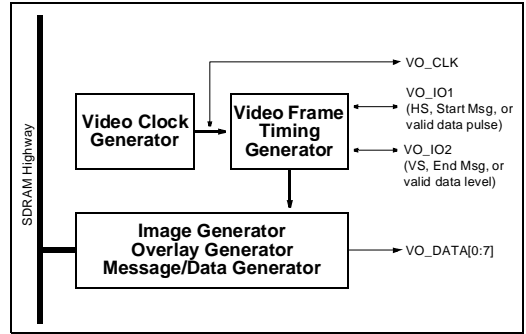 SDRAM Highway
Video Clock
Generator
Video Frame
Timing
Generator
VO_CLK
VO_IO1
(HS, Start Msg, or
valid data pulse)
VO_IO2
(VS, End Msg, or
valid data level)
Image Generator
Overlay Generator
Message/Data Generator
VO_DATA[0:7]